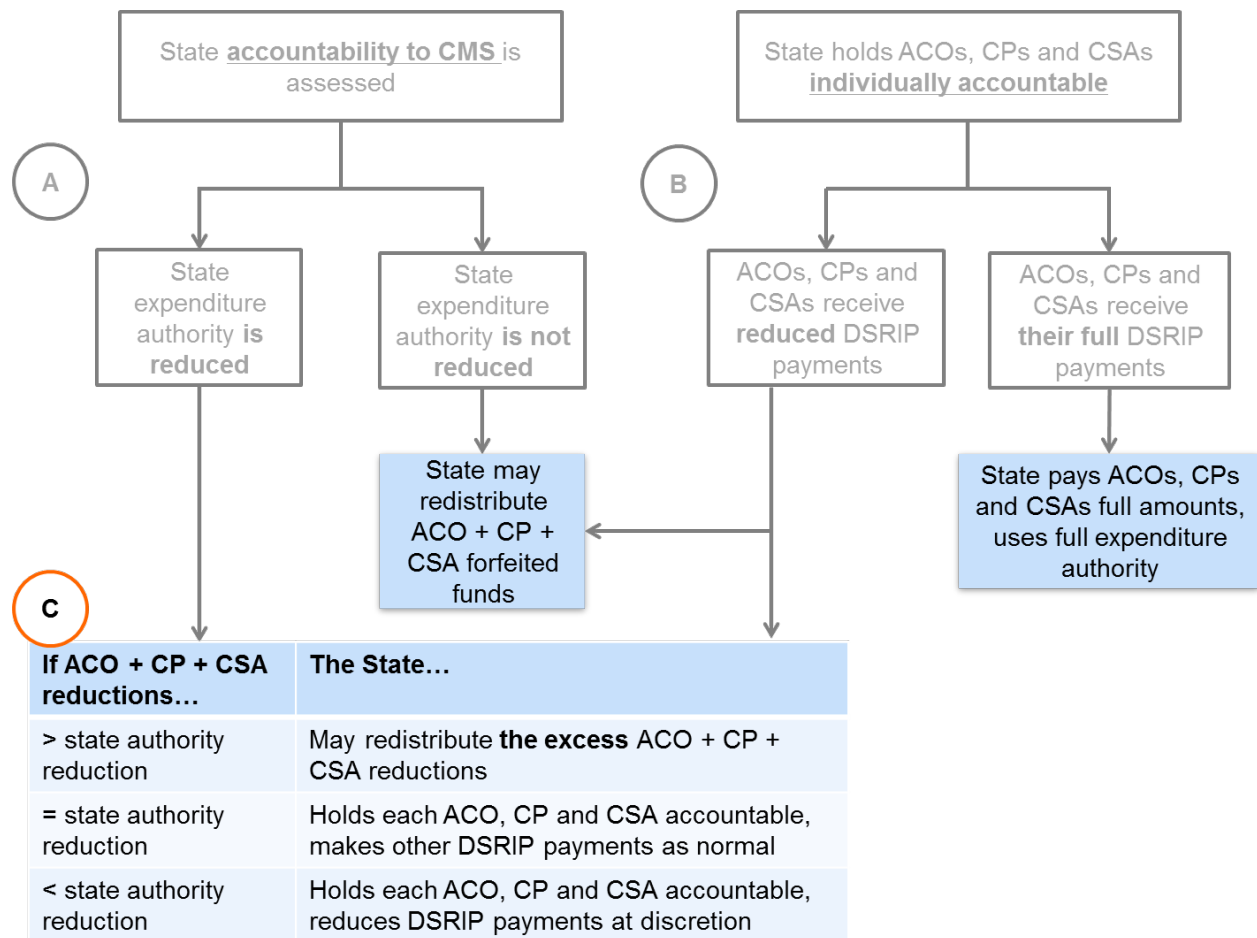 State accountability to CMS is
assessed
State holds ACOs, CPs and CSAs
individually accountable
A
B
State
expenditure
authority is
reduced
State
expenditure
authority is not
reduced
ACOs, CPs and
CSAs receive
reduced DSRIP
payments
ACOs, CPs and
CSAs receive
their full DSRIP
payments
State may
redistribute
ACO + CP +
CSA forfeited
funds
State pays ACOs, CPs
and CSAs full amounts,
uses full expenditure
authority
C
If ACO + CP + CSA
reductions…
The State…
> state authority
reduction
May redistribute the excess ACO + CP +
CSA reductions
= state authority
reduction
Holds each ACO, CP and CSA accountable,
makes other DSRIP payments as normal
< state authority
reduction
Holds each ACO, CP and CSA accountable,
reduces DSRIP payments at discretion